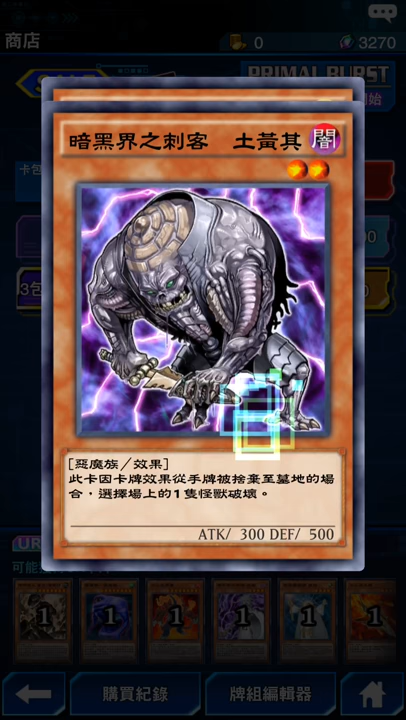 商店
0
3270
PRIMAL BURST
暗黑界之刺客 土黃其 闇
[惡魔族／效果]
此卡因卡牌效果從手牌被捨棄至墓地的場
合，選擇場上的1隻怪獸破壞。
ATK/ 300 DEF/ 500
UR
1
1
1
1
1
1
購買紀錄
牌組編輯器